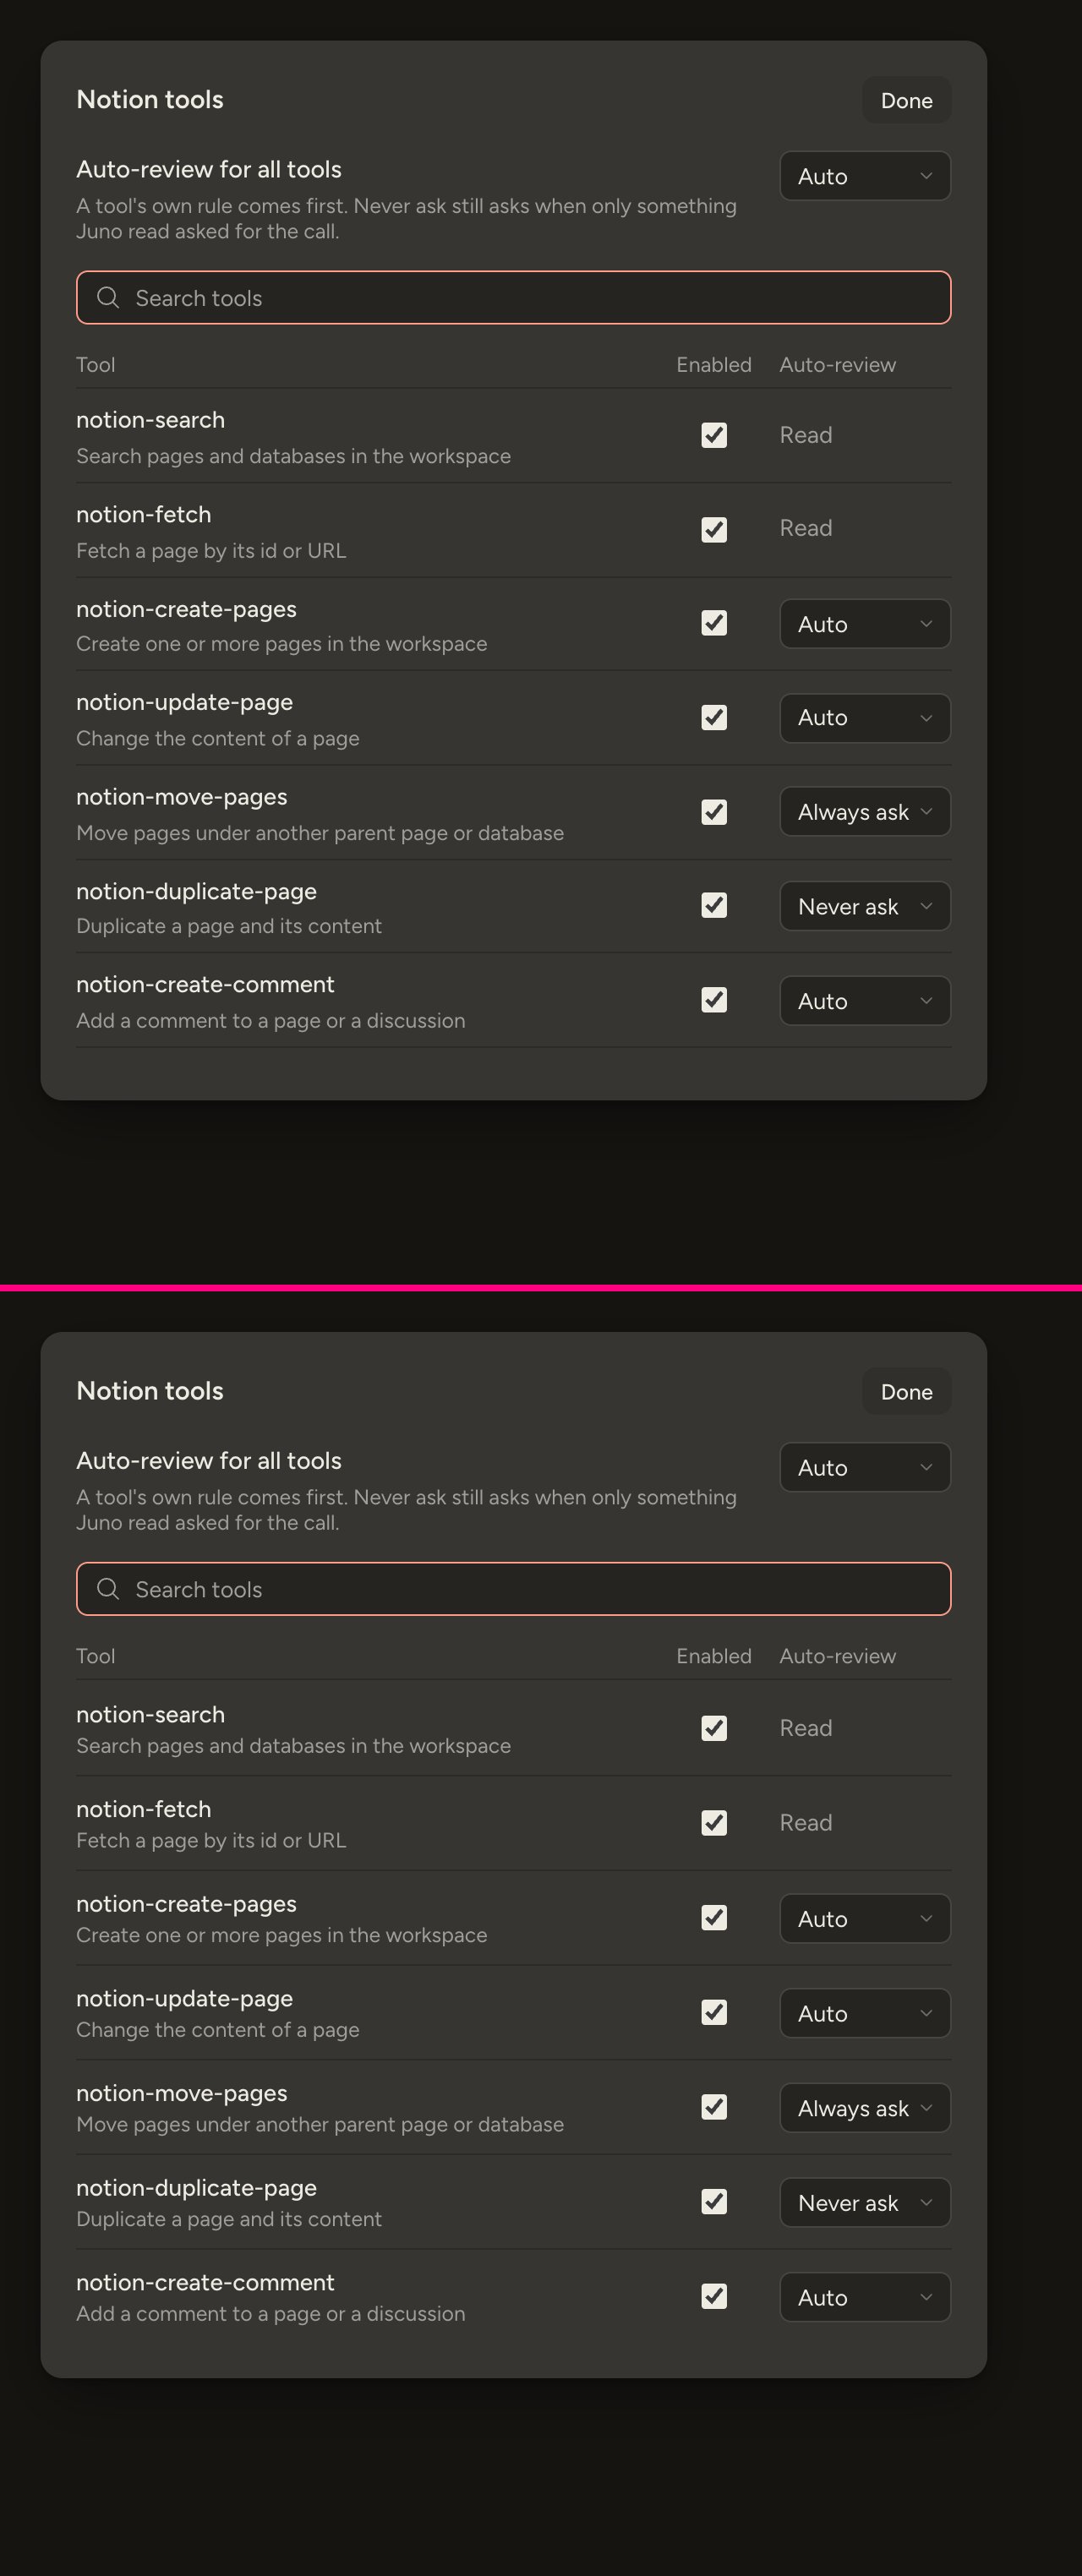 Notion tools
Done
Auto-review for all tools
Auto
A tool's own rule comes first. Never ask still asks when only something
Juno read asked for the call.
Search tools
Tool Enabled Auto-review
notion-search
Search pages and databases in the workspace
Read
notion-fetch
Fetch a page by its id or URL
Read
notion-create-pages
Create one or more pages in the workspace
Auto
notion-update-page
Change the content of a page
Auto
notion-move-pages
Move pages under another parent page or database
Always ask
notion-duplicate-page
Duplicate a page and its content
Never ask
notion-create-comment
Add a comment to a page or a discussion
Auto
Notion tools
Done
Auto-review for all tools
Auto
A tool's own rule comes first. Never ask still asks when only something
Juno read asked for the call.
Search tools
Tool Enabled Auto-review
notion-search
Search pages and databases in the workspace
Read
notion-fetch
Fetch a page by its id or URL
Read
notion-create-pages
Create one or more pages in the workspace
Auto
notion-update-page
Change the content of a page
Auto
notion-move-pages
Move pages under another parent page or database
Always ask
notion-duplicate-page
Duplicate a page and its content
Never ask
notion-create-comment
Add a comment to a page or a discussion
Auto